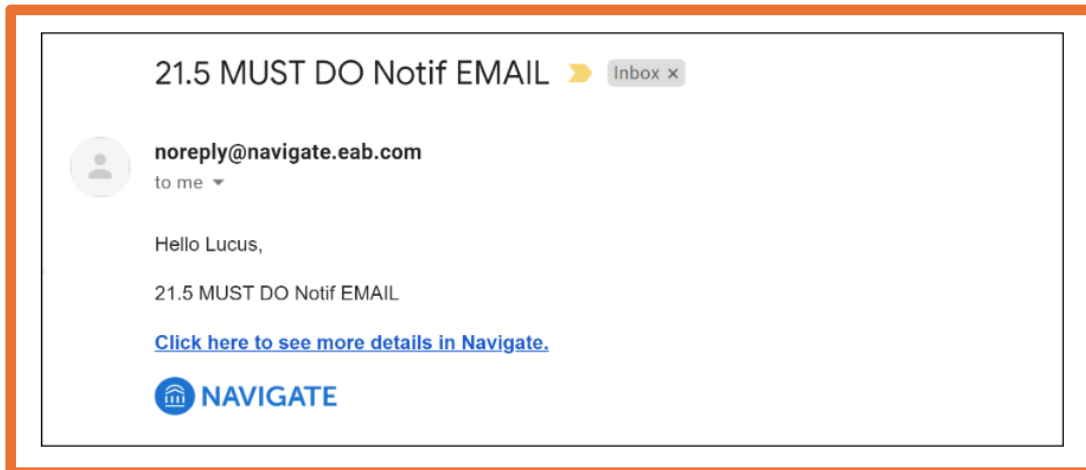 21.5 MUST DO Notif EMAIL Inbox x
noreply@navigate.eab.com
to me
Hello Lucus,
21.5 MUST DO Notif EMAIL
Click here to see more details in Navigate.
NAVIGATE